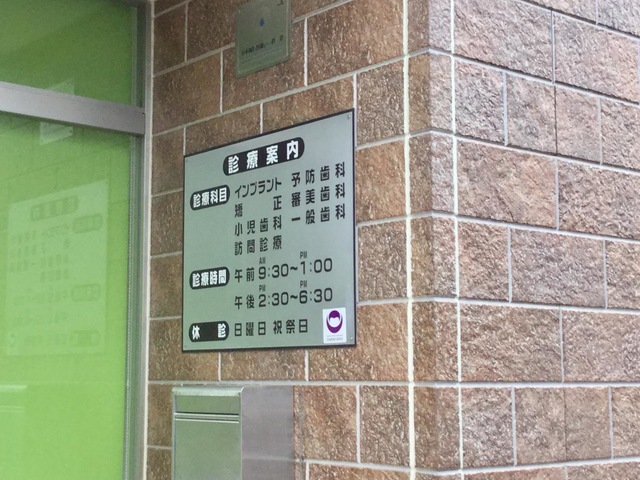 診療案内
診療科目 インプラント 予防歯科
矯正 審美歯科
小児歯科 一般歯科
訪問診療
AM PM
診療時間 午前 9:30〜1:00
PM PM
午後 2:30〜6:30
休診 日曜日 祝祭日